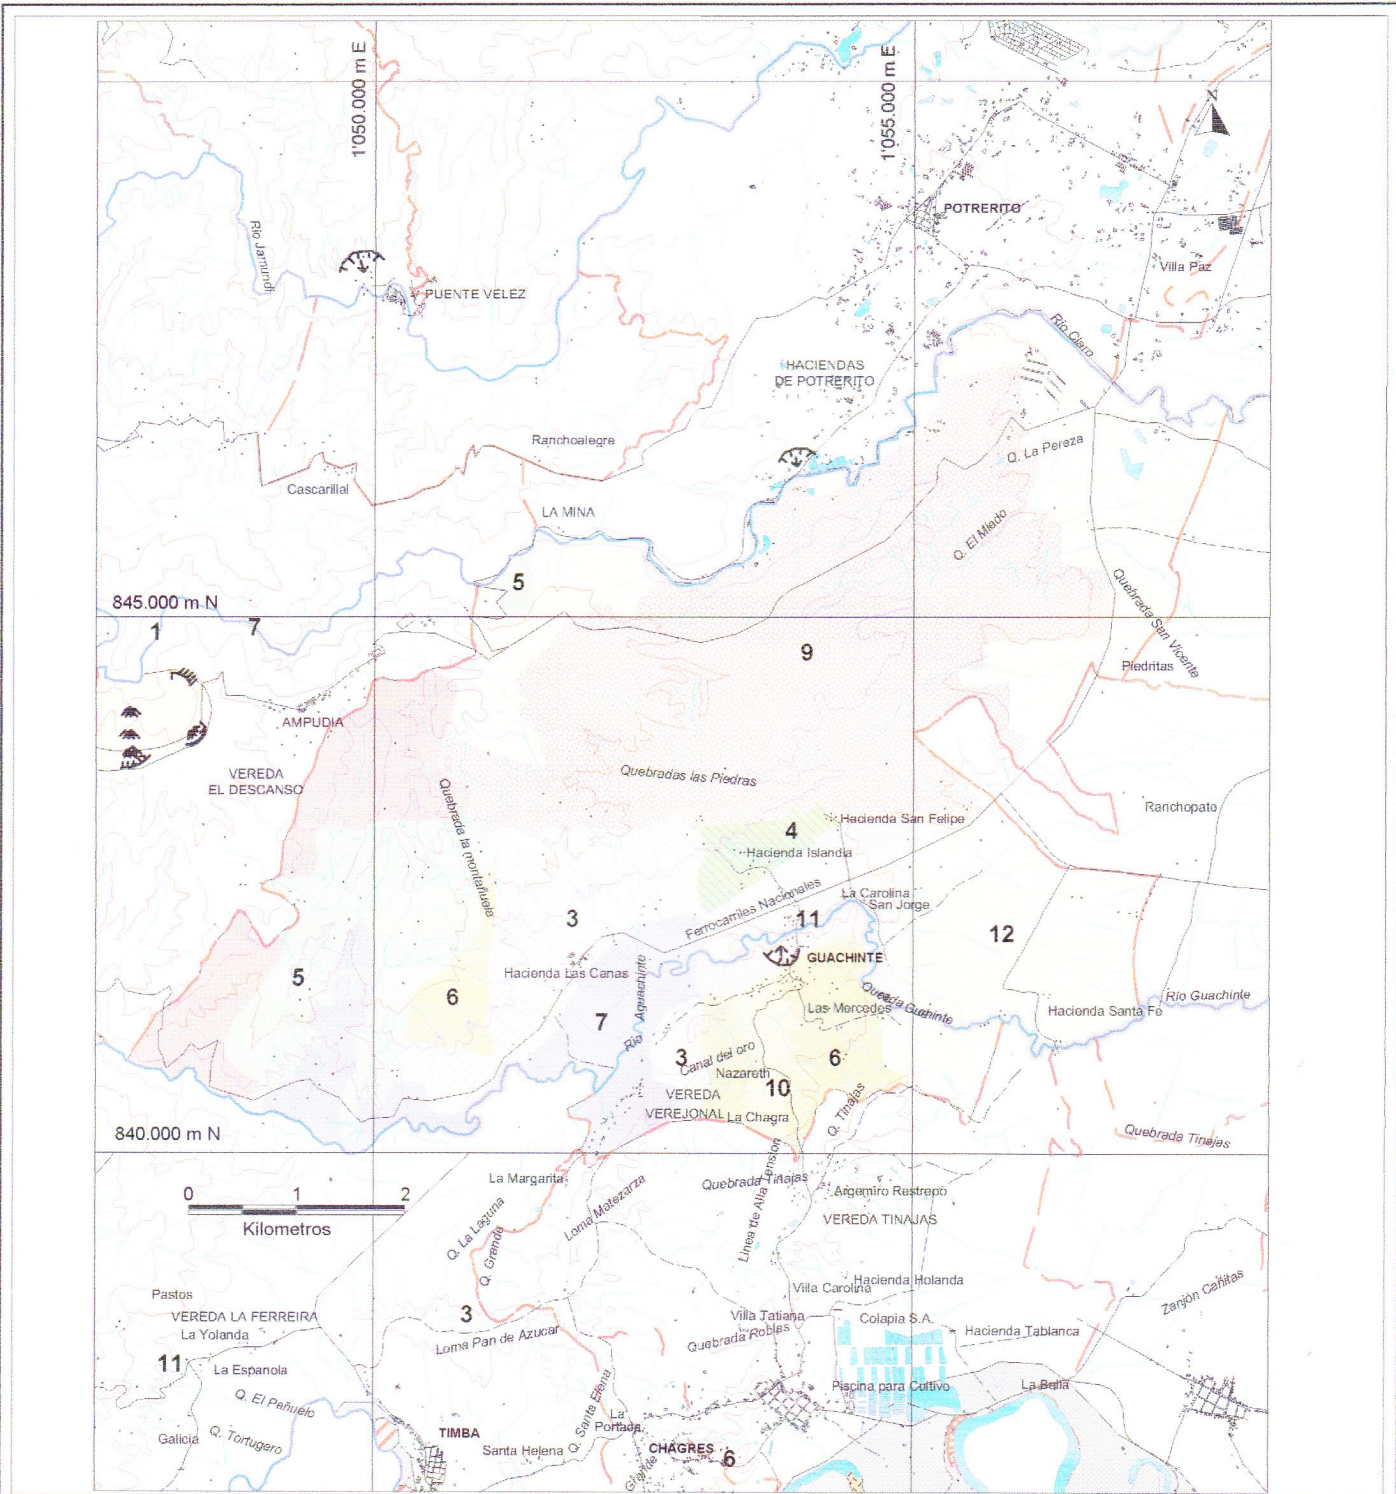 1'050.000 m E
1'055.000 m E
N
POTRERITO
Rio Jamundi
Villa Paz
PUENTE VELEZ
Rio Claro
HACIENDAS
DE POTRERITO
Ranchoalegre
Q. La Pereza
Cascarillal
LA MINA
Q. El Miedo
5
845.000 m N
1
7
Quebrada San Vicente
9
Piedritas
AMPUDIA
VEREDA
EL DESCANSO
Quebradas las Piedras
Quebrada la montañuela
Ranchopato
Hacienda San Felipe
4
Hacienda Islandia
Ferrocarriles Nacionales
La Carolina
San Jorge
3
11
12
GUACHINTE
Hacienda Las Canas
5
6
Rio Aguachinte
Quebrada Guachinte
Rio Guachinte
Las Mercedes
Hacienda Santa Fé
7
3
Canal del oro
6
Nazareth
10
VEREDA
VEREJONAL
La Chagra
Q. Tinajas
840.000 m N
Quebrada Tinajas
La Margarita
Loma Matezarza
Quebrada Tinajas
Linea de Alta Tension
Argemiro Restrepo
0 1 2
Kilometros
VEREDA TINAJAS
Q. La Laguna
Q. Grande
Villa Carolina
Hacienda Holanda
Zanjón Cañitas
Pastos
VEREDA LA FERREIRA
La Yolanda
3
Loma Pan de Azucar
Villa Tatiana
Quebrada Robles
Colapia S.A.
Hacienda Tablanca
11
La Espanola
Q. El Pañuelo
Piscina para Cultivo
La Balia
Galicia
Q. Tortugero
TIMBA
Santa Helena
Q. Santa Elena
La
Portada
CHAGRES
6
Grande